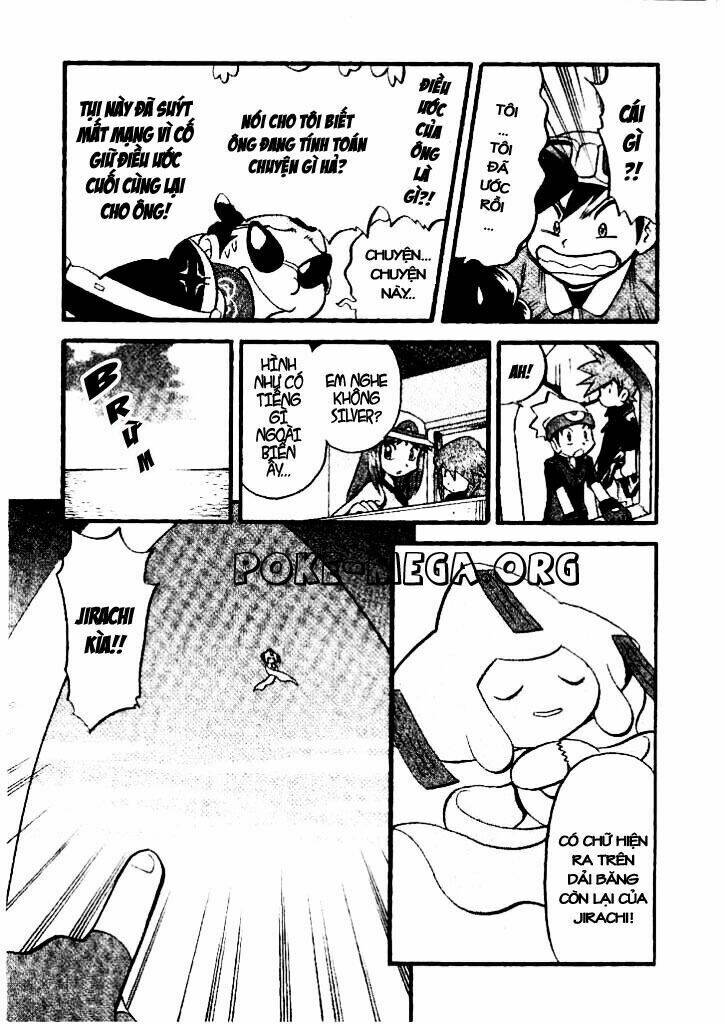 CÁI
GÌ?!
TÔI
...
TÔI
ĐÃ
ƯỚC
RỒI
...
ĐIỀU
ƯỚC
CỦA
ÔNG
LÀ
GÌ?!
NÓI CHO TÔI BIẾT
ÔNG ĐANG TÍNH TOÁN
CHUYỆN GÌ HẢ?
TỤI NÀY ĐÃ SUÝT
MẤT MẠNG VÌ CỐ
GIỮ ĐIỀU ƯỚC
CUỐI CÙNG LẠI
CHO ÔNG!
CHUYỆN...
CHUYỆN
NÀY...
AH!
EM NGHE
KHÔNG
SILVER?
HÌNH
NHƯ CÓ
TIẾNG
GÌ
NGOÀI
BIỂN
ẤY...
BRỪM
POKE-MEGA.ORG
CÓ CHỮ HIỆN
RA TRÊN
DẢI BĂNG
CÒN LẠI CỦA
JIRACHI!
JIRACHI
KÌA!!